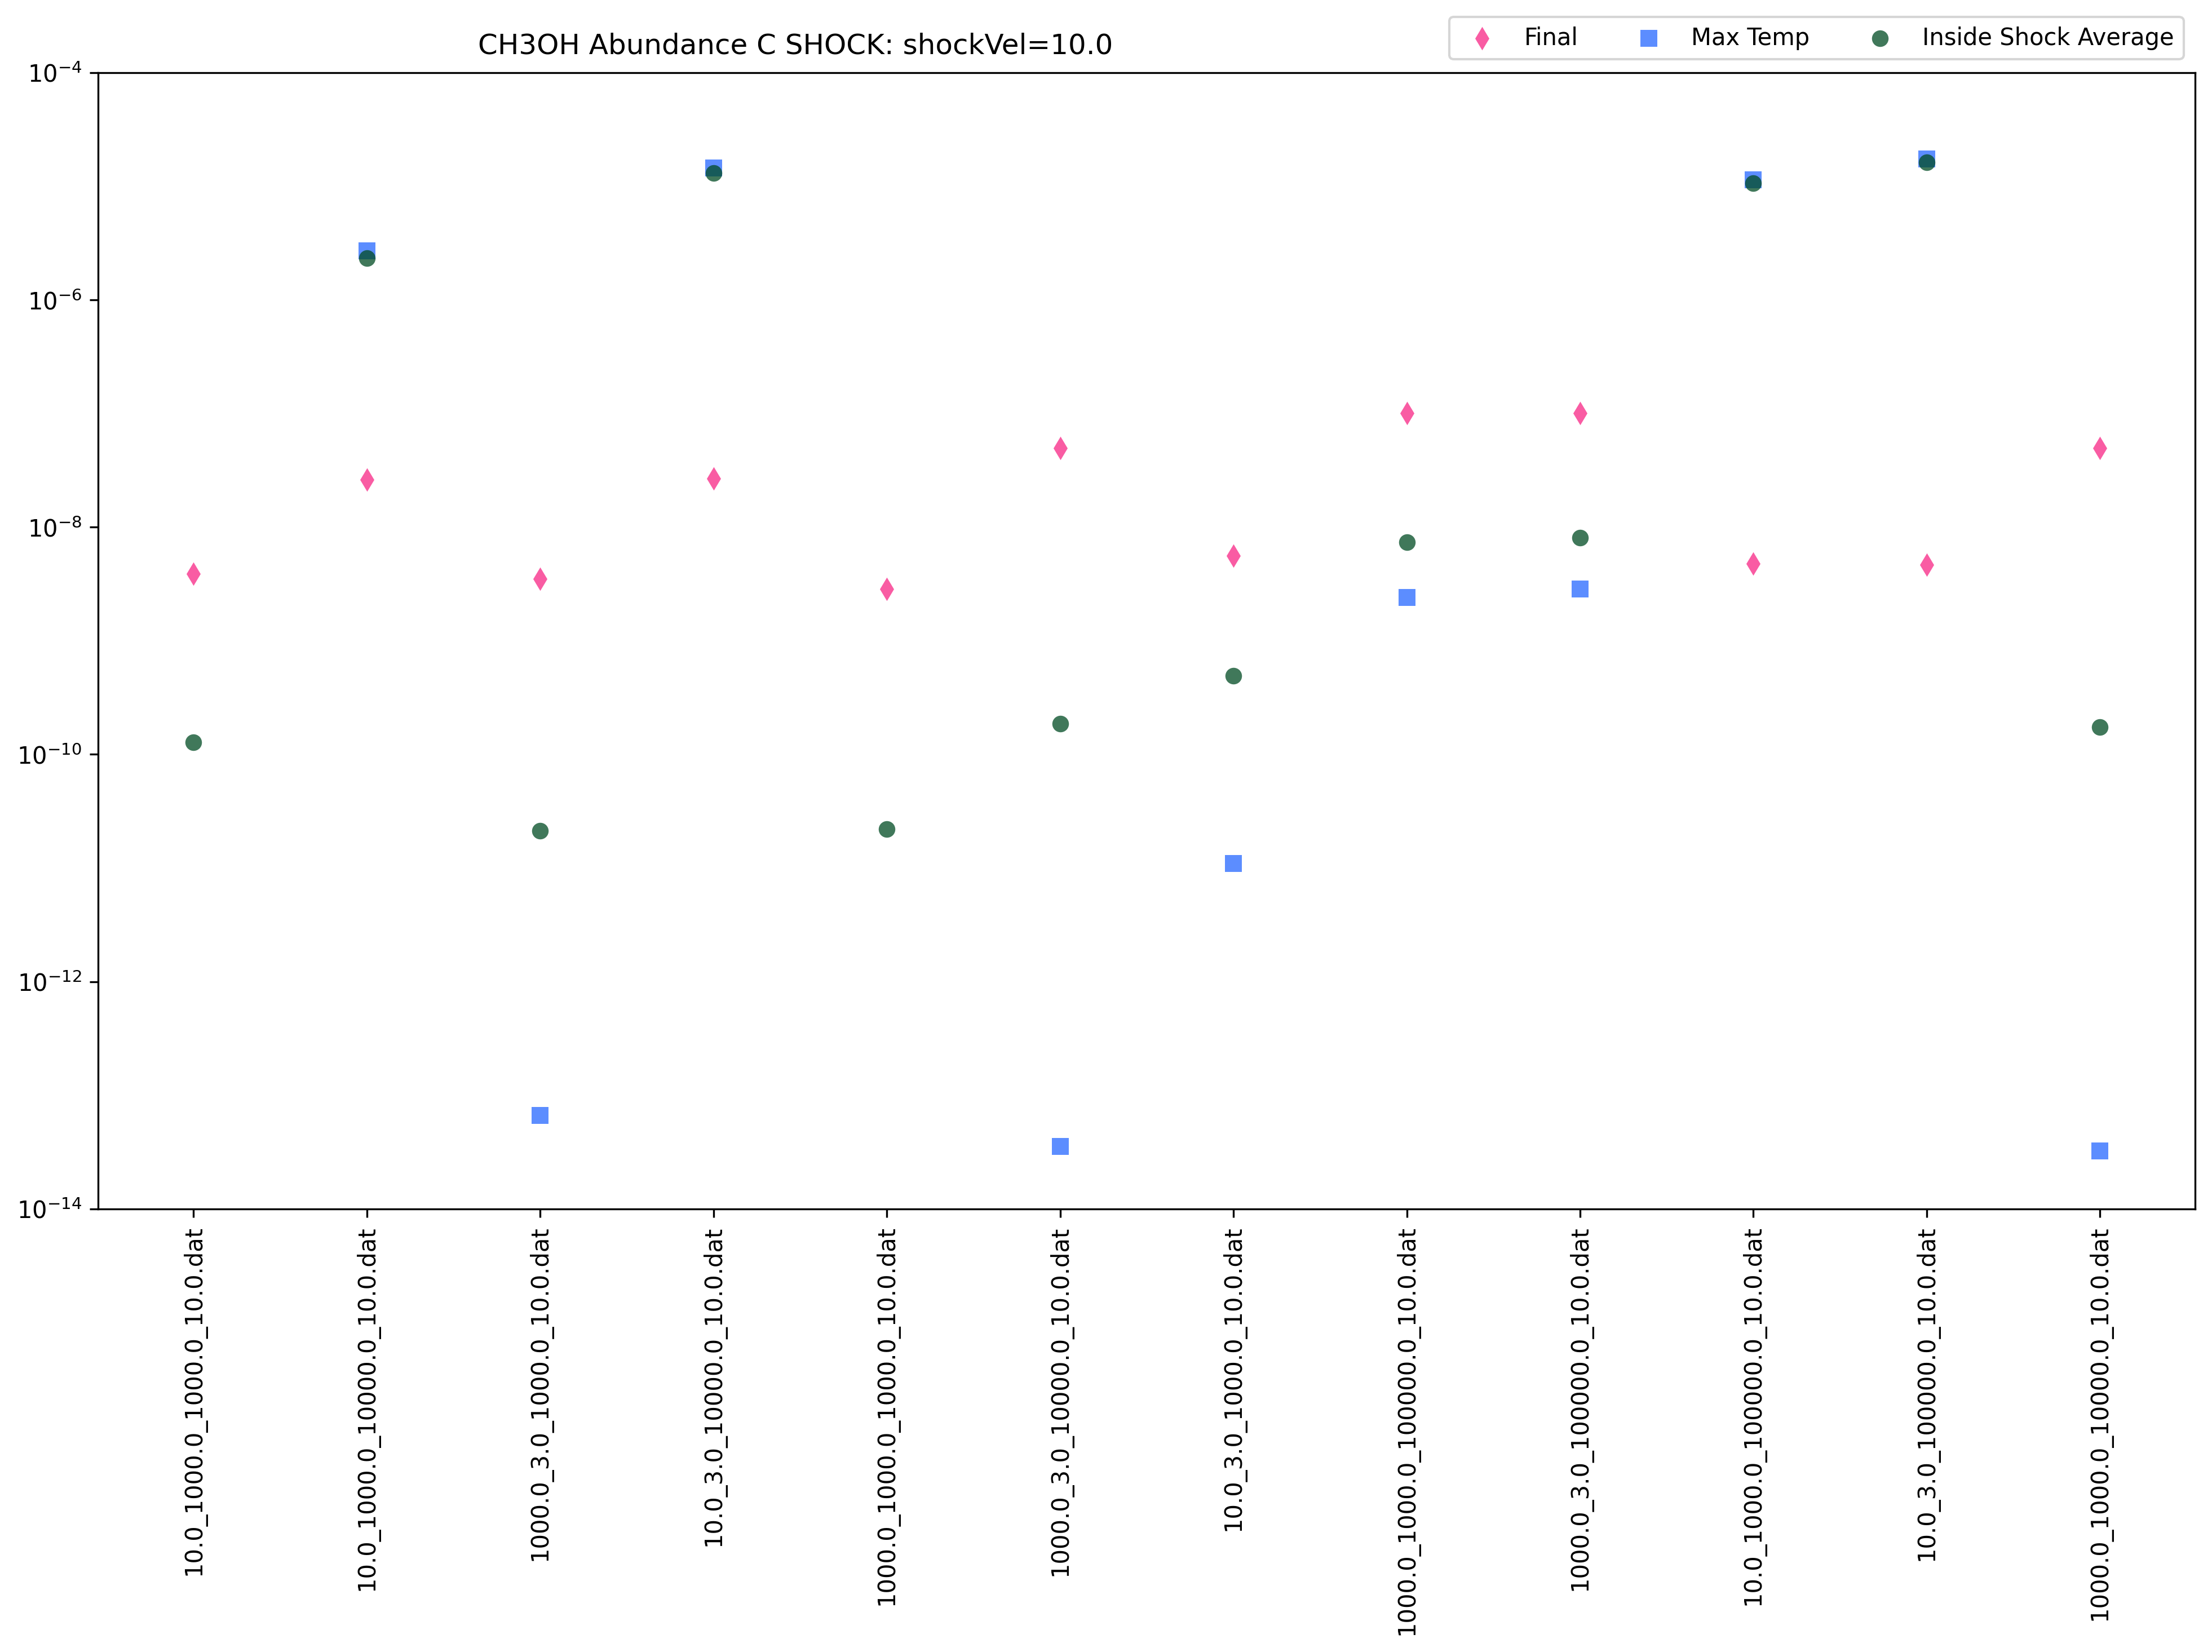 CH3OH Abundance C SHOCK: shockVel=10.0
Final
Max Temp
Inside Shock Average
10⁻⁴
10⁻⁶
10⁻⁸
10⁻¹⁰
10⁻¹²
10⁻¹⁴
10.0_1000.0_1000.0_10.0.dat
10.0_1000.0_10000.0_10.0.dat
1000.0_3.0_1000.0_10.0.dat
10.0_3.0_10000.0_10.0.dat
1000.0_1000.0_1000.0_10.0.dat
1000.0_3.0_10000.0_10.0.dat
10.0_3.0_1000.0_10.0.dat
1000.0_1000.0_100000.0_10.0.dat
1000.0_3.0_100000.0_10.0.dat
10.0_1000.0_100000.0_10.0.dat
10.0_3.0_100000.0_10.0.dat
1000.0_1000.0_10000.0_10.0.dat